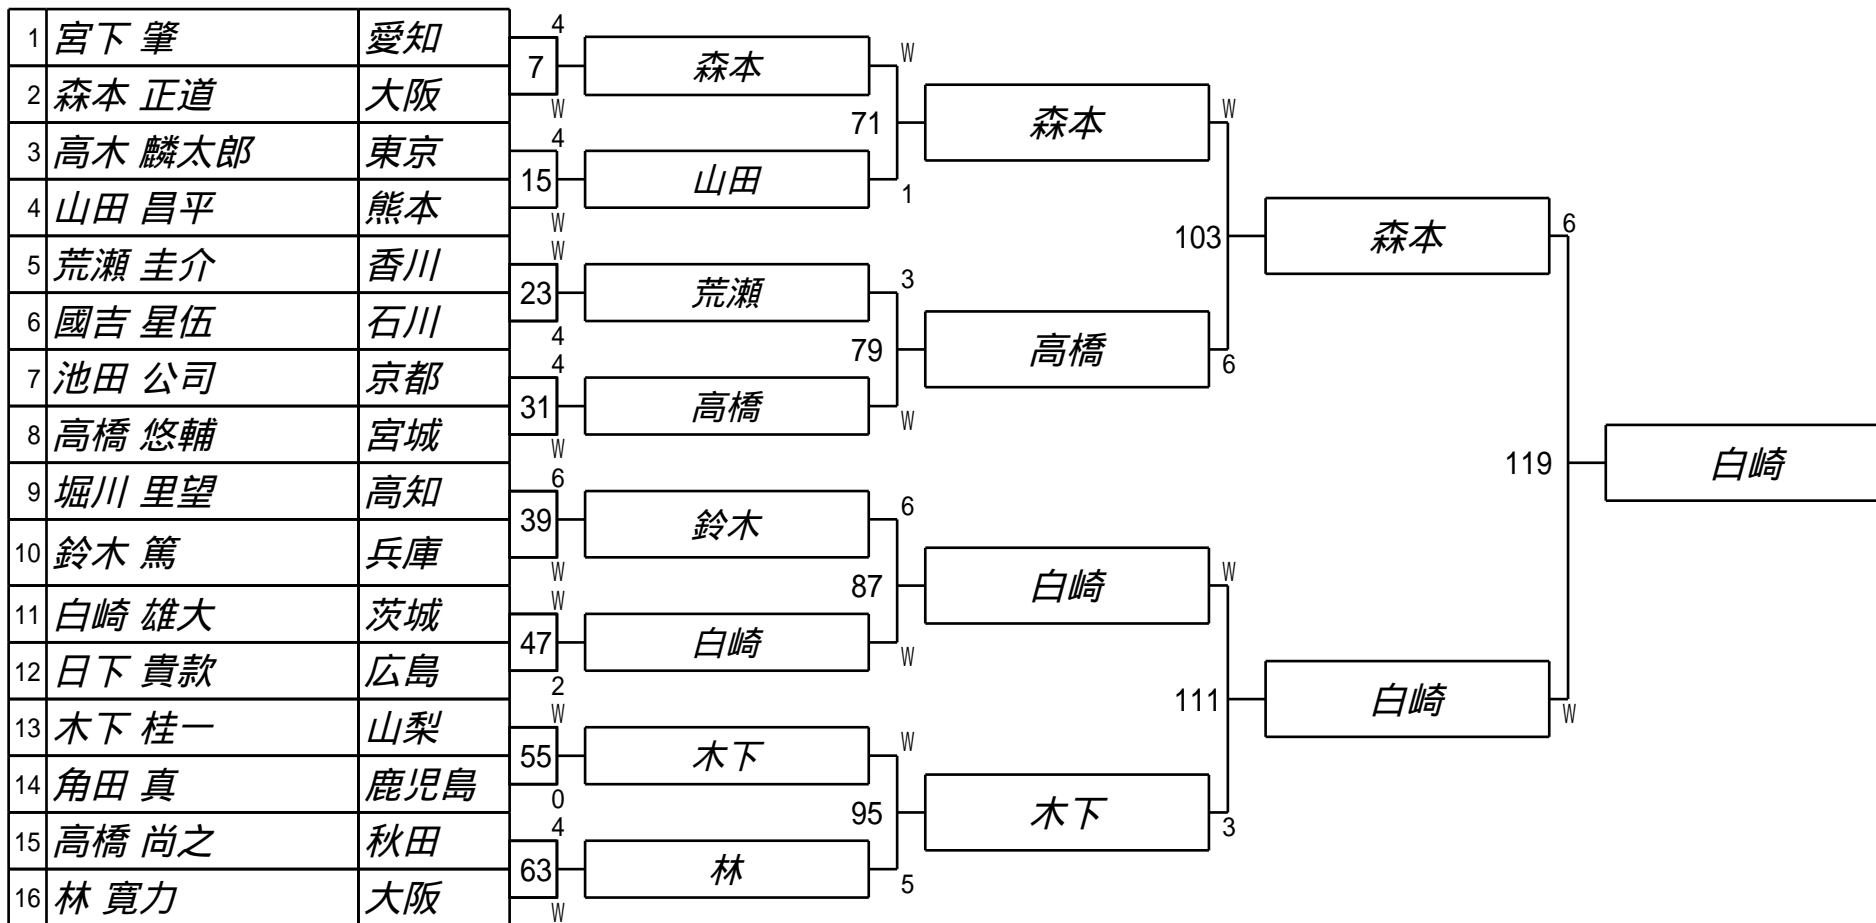 1 宮下 肇 愛知
2 森本 正道 大阪
3 高木 麟太郎 東京
4 山田 昌平 熊本
5 荒瀬 圭介 香川
6 國吉 星伍 石川
7 池田 公司 京都
8 高橋 悠輔 宮城
9 堀川 里望 高知
10 鈴木 篤 兵庫
11 白崎 雄大 茨城
12 日下 貴款 広島
13 木下 桂一 山梨
14 角田 真 鹿児島
15 高橋 尚之 秋田
16 林 寛力 大阪
4
7
W
4
15
W
W
23
4
4
31
W
6
39
W
W
47
2
W
55
0
4
63
W
森本
山田
荒瀬
高橋
鈴木
白崎
木下
林
W
71
1
3
79
W
6
87
W
W
95
5
森本
高橋
白崎
木下
W
103
6
W
111
3
森本
白崎
6
119
W
白崎